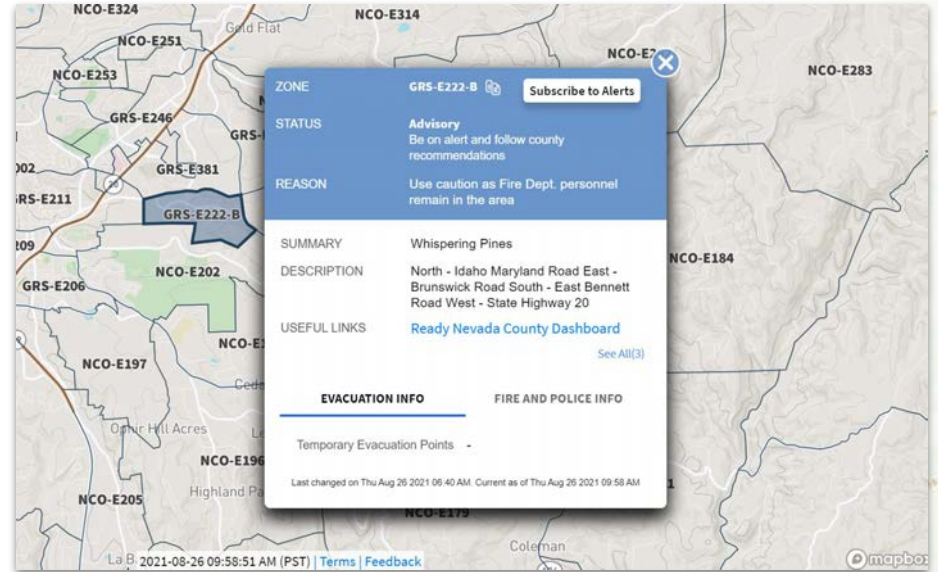 NCO-E324
NCO-E314
Gold Flat
NCO-E251
NCO-E253
NCO-E283
GRS-E246
GRS-E381
20
GRS-E222-B
NCO-E202
GRS-E206
NCO-E184
NCO-E197
Ophir Hill Acres
NCO-E196
NCO-E205
NCO-E179
Coleman
ZONE GRS-E222-B Subscribe to Alerts
STATUS Advisory
Be on alert and follow county
recommendations
REASON Use caution as Fire Dept. personnel
remain in the area
SUMMARY Whispering Pines
DESCRIPTION North - Idaho Maryland Road East -
Brunswick Road South - East Bennett
Road West - State Highway 20
USEFUL LINKS Ready Nevada County Dashboard
See All(3)
EVACUATION INFO FIRE AND POLICE INFO
Temporary Evacuation Points -
Last changed on Thu Aug 26 2021 06:40 AM. Current as of Thu Aug 26 2021 09:58 AM
2021-08-26 09:58:51 AM (PST) | Terms | Feedback
mapbox